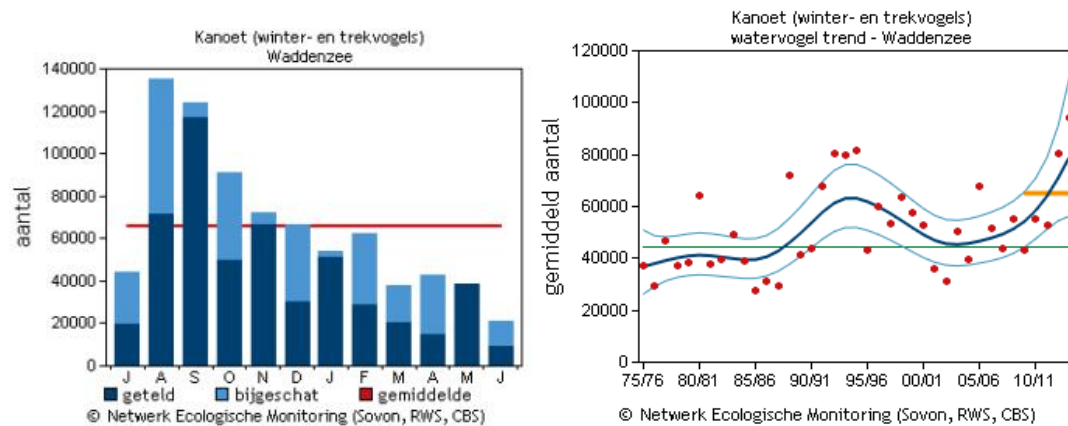 Kanoet (winter- en trekvogels)
Waddenzee
aantal
140000
120000
100000
80000
60000
40000
20000
0
J A S O N D J F M A M J
geteld bijgeschat gemiddelde
© Netwerk Ecologische Monitoring (Sovon, RWS, CBS)
Kanoet (winter- en trekvogels)
watervogel trend - Waddenzee
gemiddeld aantal
120000
100000
80000
60000
40000
20000
0
75/76 80/81 85/86 90/91 95/96 00/01 05/06 10/11
© Netwerk Ecologische Monitoring (Sovon, RWS, CBS)